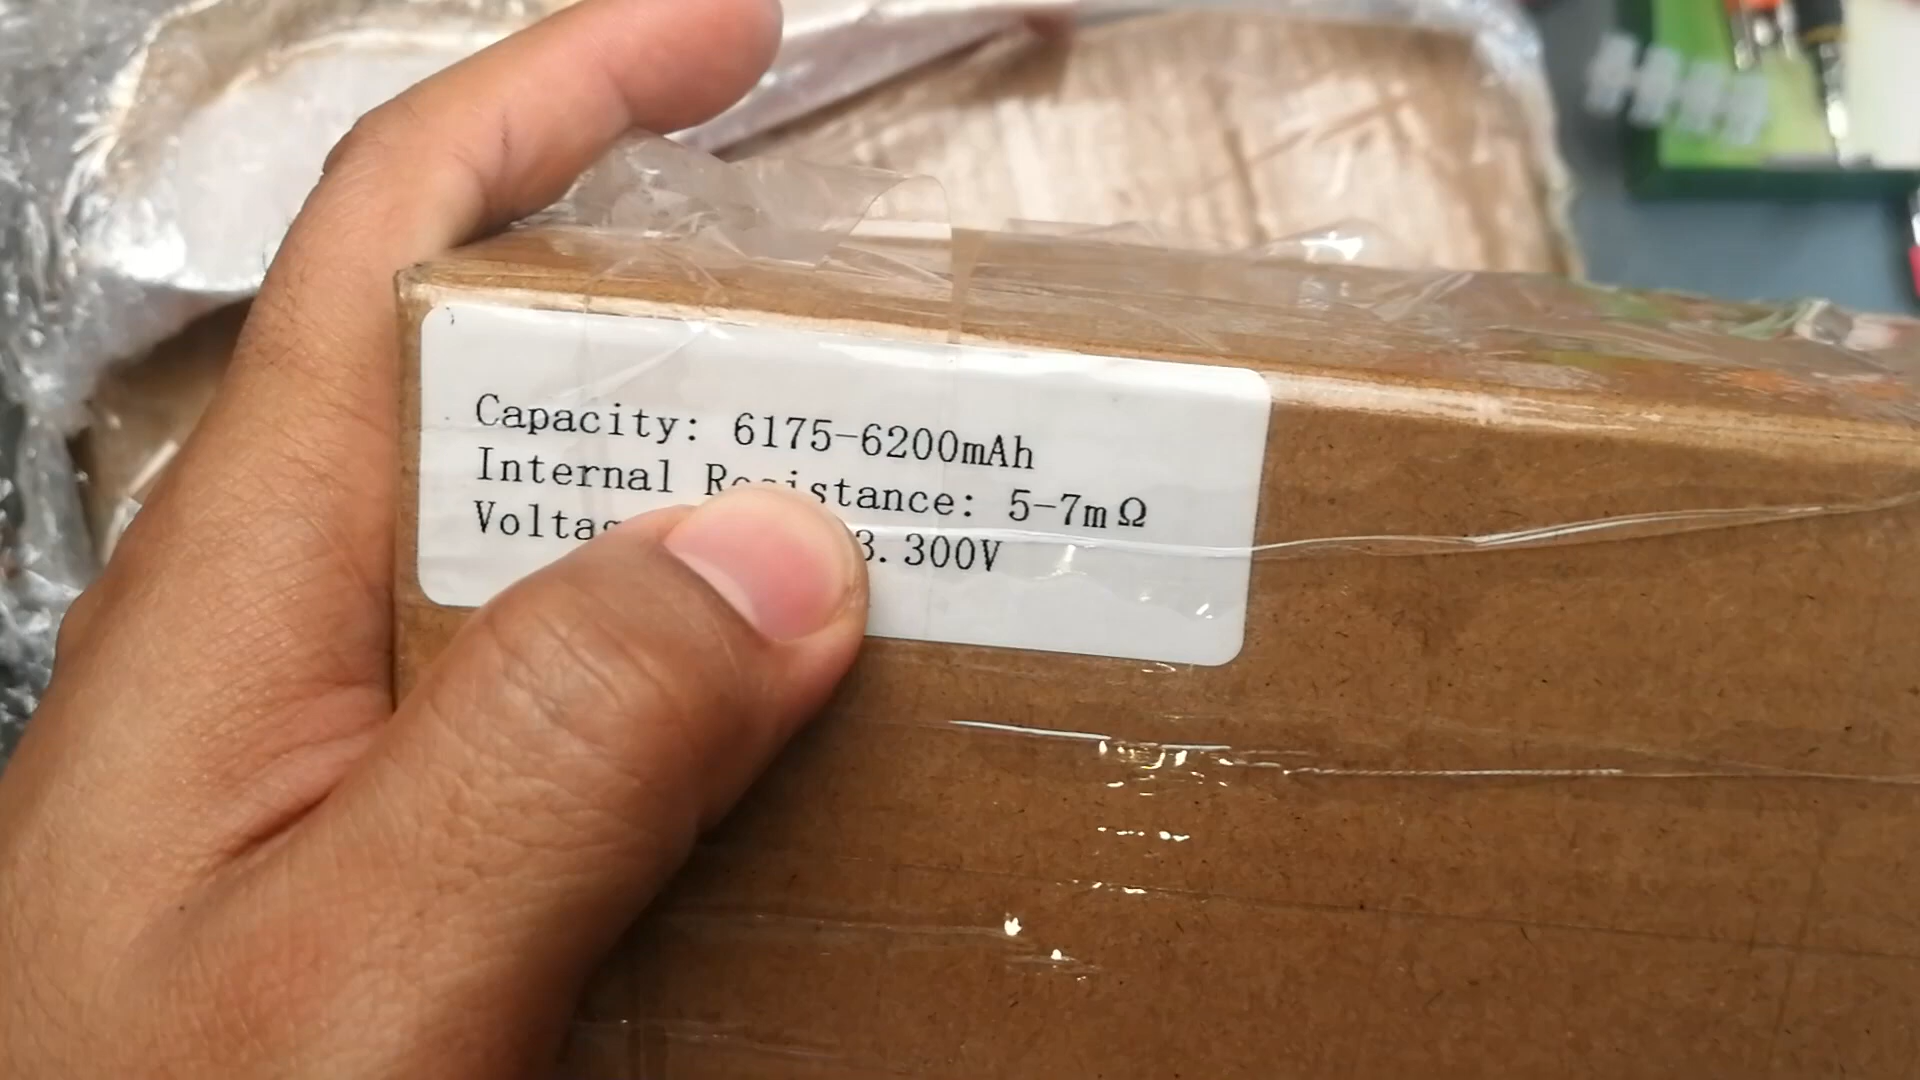 Capacity: 6175-6200mAh
Internal Resistance: 5-7mΩ
3.300V